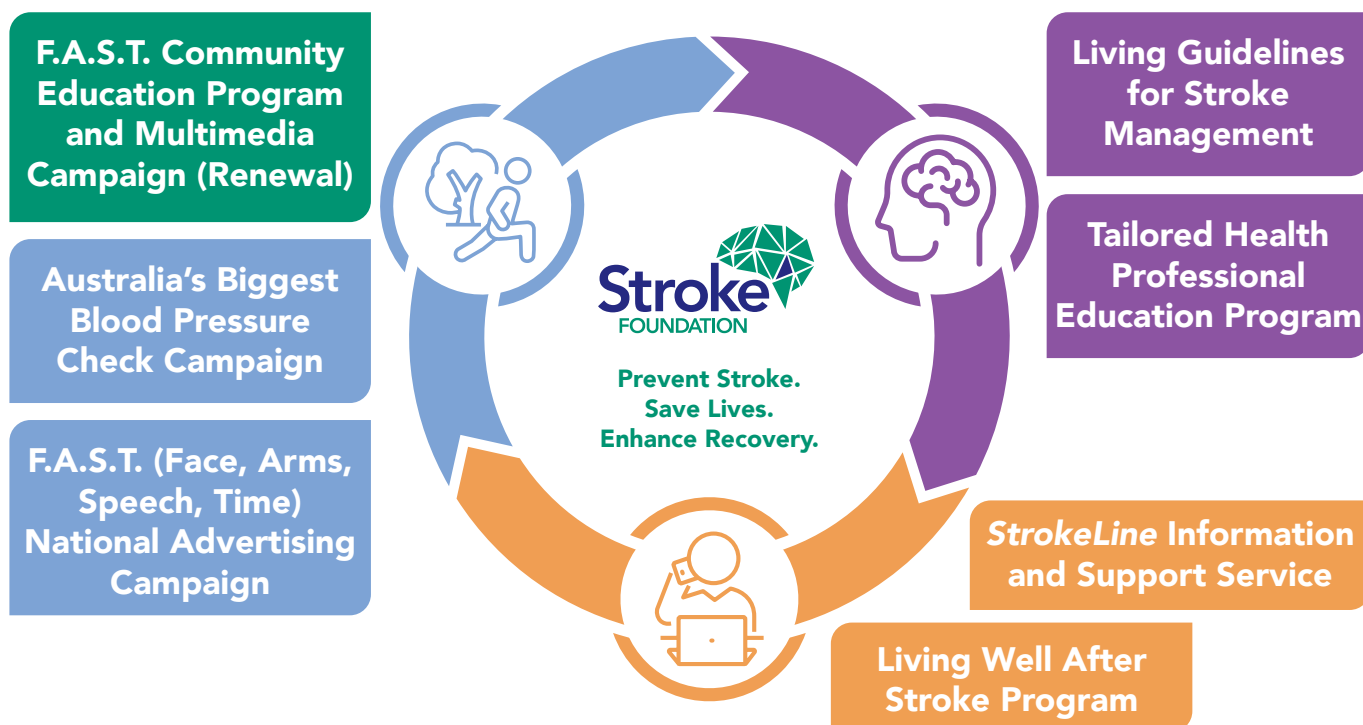 F.A.S.T. Community
Education Program
and Multimedia
Campaign (Renewal)
Australia's Biggest
Blood Pressure
Check Campaign
F.A.S.T. (Face, Arms,
Speech, Time)
National Advertising
Campaign
Stroke
FOUNDATION
Prevent Stroke.
Save Lives.
Enhance Recovery.
Living Guidelines
for Stroke
Management
Tailored Health
Professional
Education Program
StrokeLine Information
and Support Service
Living Well After
Stroke Program